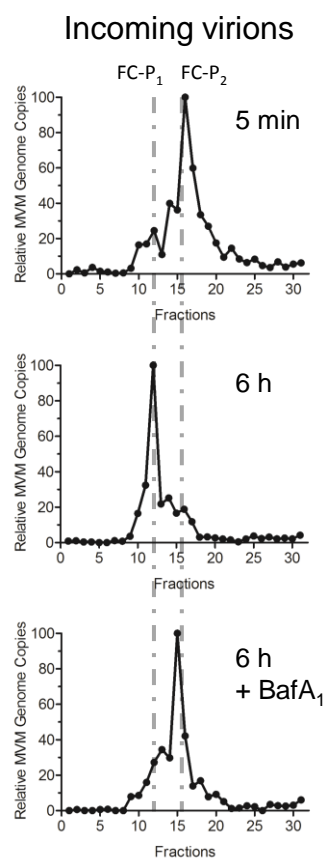 Incoming virions
FC-P₁ FC-P₂
5 min
Relative MVM Genome Copies
100
80
60
40
20
0
0 5 10 15 20 25 30
Fractions
6 h
Relative MVM Genome Copies
100
80
60
40
20
0
0 5 10 15 20 25 30
Fractions
6 h
+ BafA₁
Relative MVM Genome Copies
100
80
60
40
20
0
0 5 10 15 20 25 30
Fractions